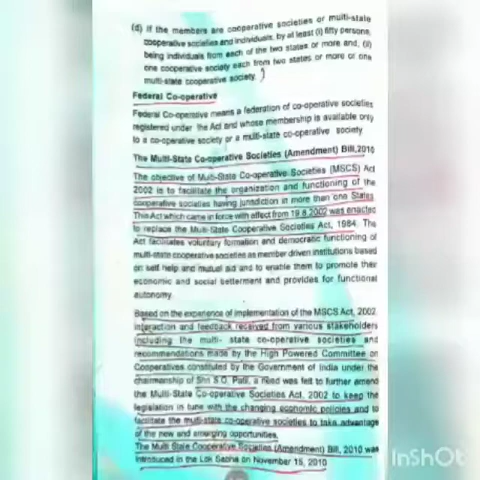 (d) If the members are cooperative societies or multi-state
cooperative societies and individuals, by at least (i) fifty persons,
being individuals from each of the two states or more and, (ii)
one cooperative society each from two states or more or one
multi-state cooperative society.
Federal Co-operative
Federal Co-operative means a federation of co-operative societies
registered under the Act and whose membership is available only
to a co-operative society or a multi-state co-operative society
The Multi-State Co-operative Societies (Amendment) Bill,2010
The objective of Multi-State Co-operative Societies (MSCS) Act
2002 is to facilitate the organization and functioning of the
cooperative societies having jurisdiction in more than one States
This Act which came in force with effect from 19.8.2002 was enacted
to replace the Multi-State Cooperative Societies Act, 1984. The
Act facilitates voluntary formation and democratic functioning of
multi-state cooperative societies as member driven institutions based
on self help and mutual aid and to enable them to promote their
economic and social betterment and provides for functional
autonomy.
Based on the experience of implementation of the MSCS Act, 2002
interaction and feedback received from various stakeholders
including the multi- state co-operative societies and
recommendations made by the High Powered Committee on
Cooperatives constituted by the Government of India under the
chairmanship of Shri S.O. Patil, a need was felt to further amend
the Multi-State Co-operative Societies Act, 2002 to keep the
legislation in tune with the changing economic policies and to
facilitate the multi-state co-operative societies to take advantage
of the new and emerging opportunities.
The Multi State Cooperative Societies (Amendment) Bill, 2010 was
introduced in the Lok Sabha on November 15, 2010
InShOt